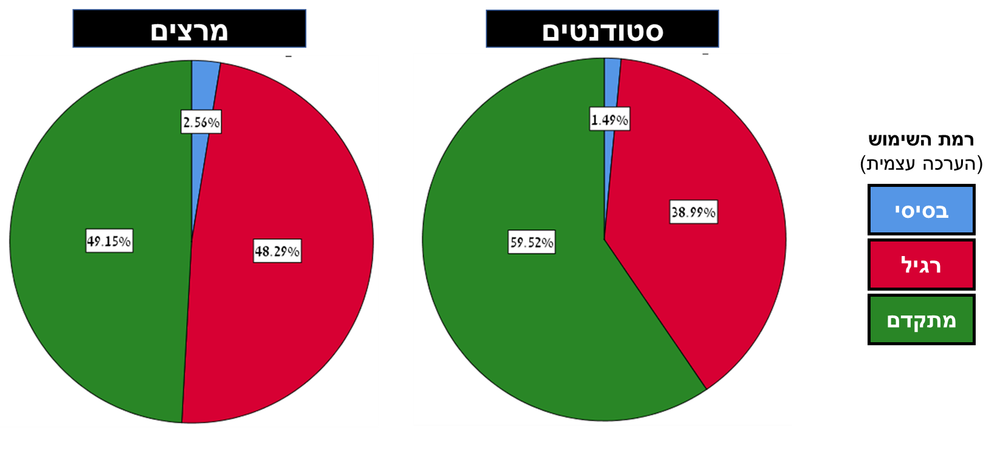 סטודנטים
1.49%
38.99%
59.52%
מרצים
2.56%
48.29%
49.15%
רמת השימוש
(הערכה עצמית)
בסיסי
רגיל
מתקדם